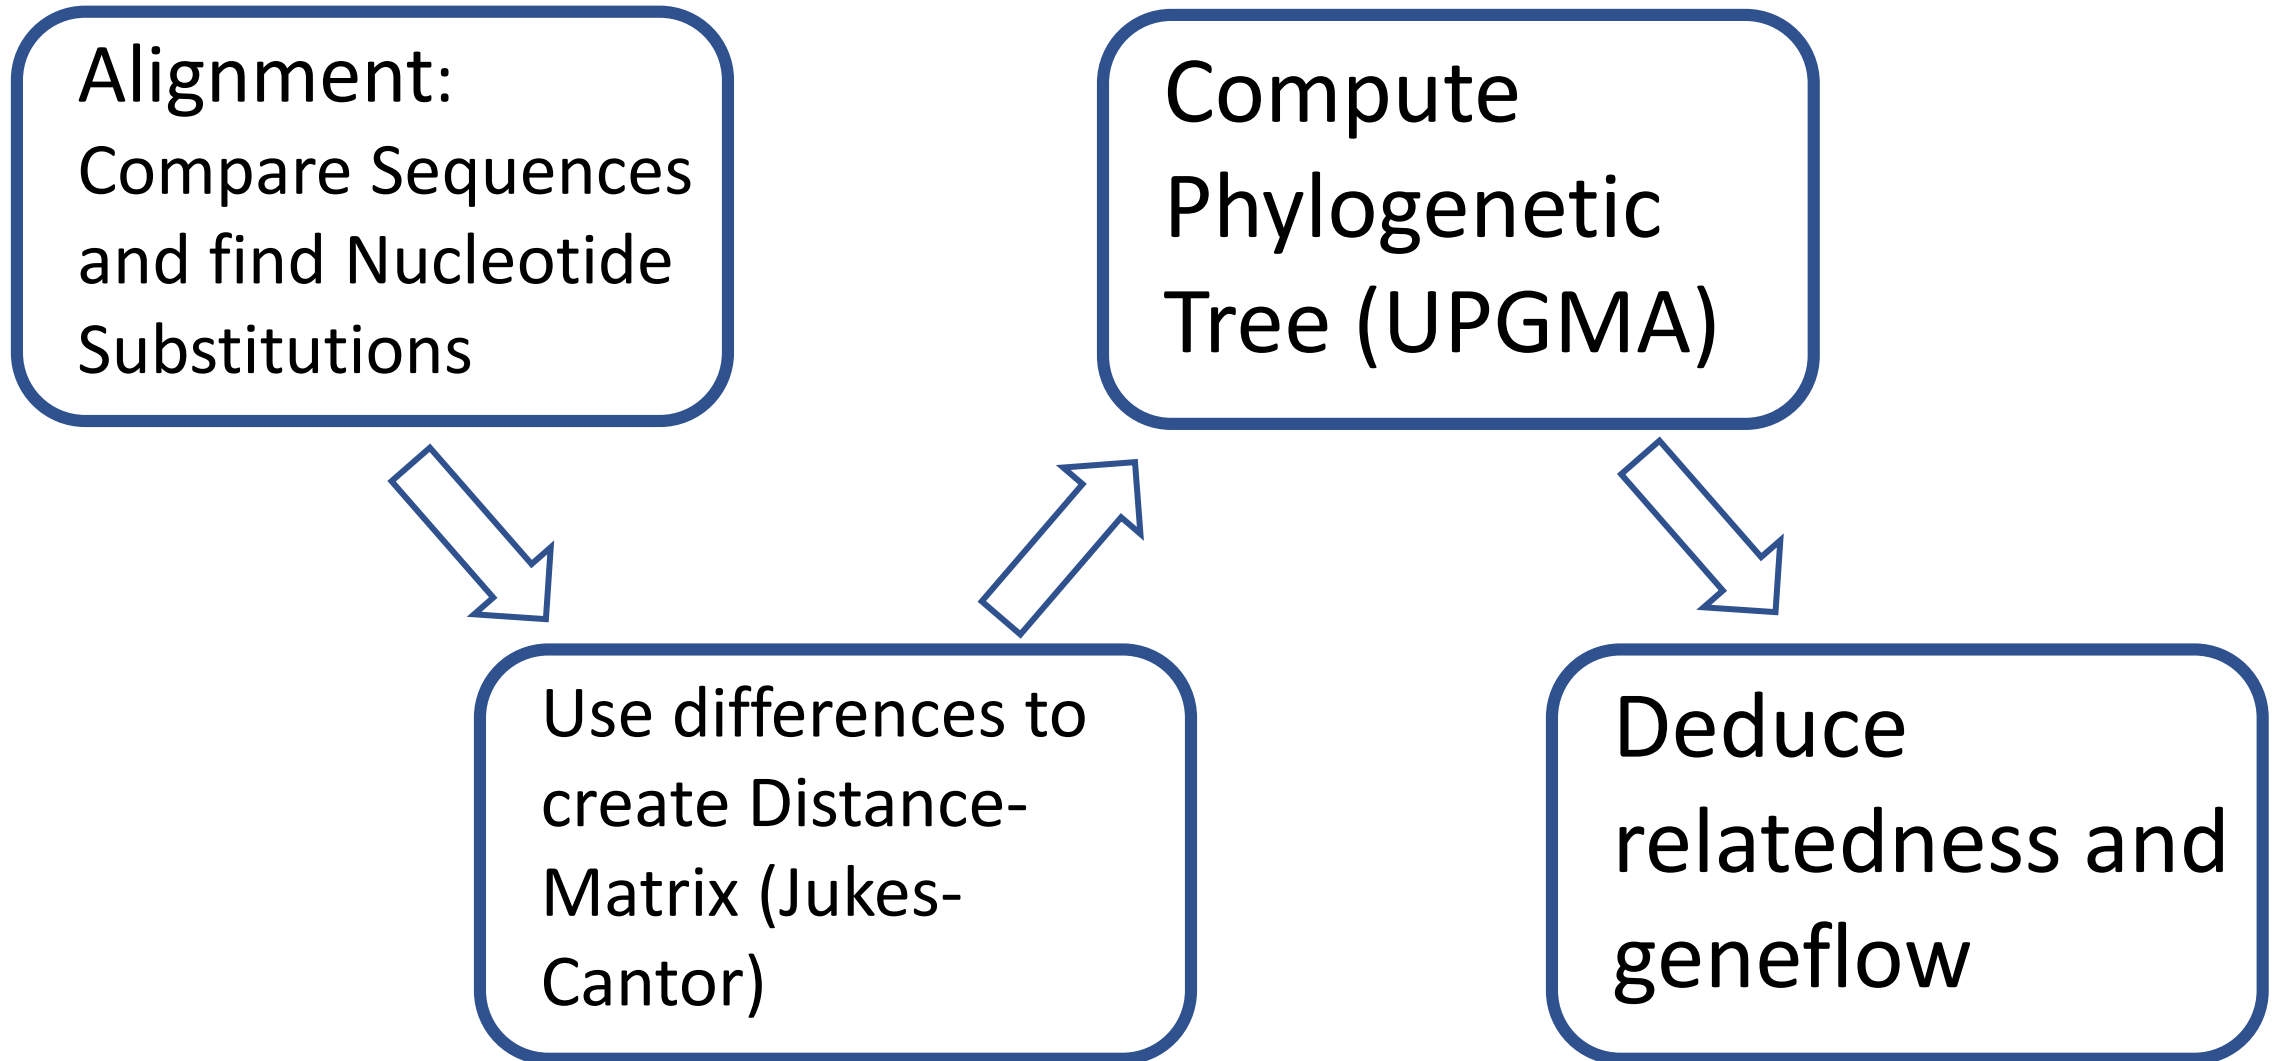 Alignment:
Compare Sequences
and find Nucleotide
Substitutions
Use differences to
create Distance-
Matrix (Jukes-
Cantor)
Compute
Phylogenetic
Tree (UPGMA)
Deduce
relatedness and
geneflow